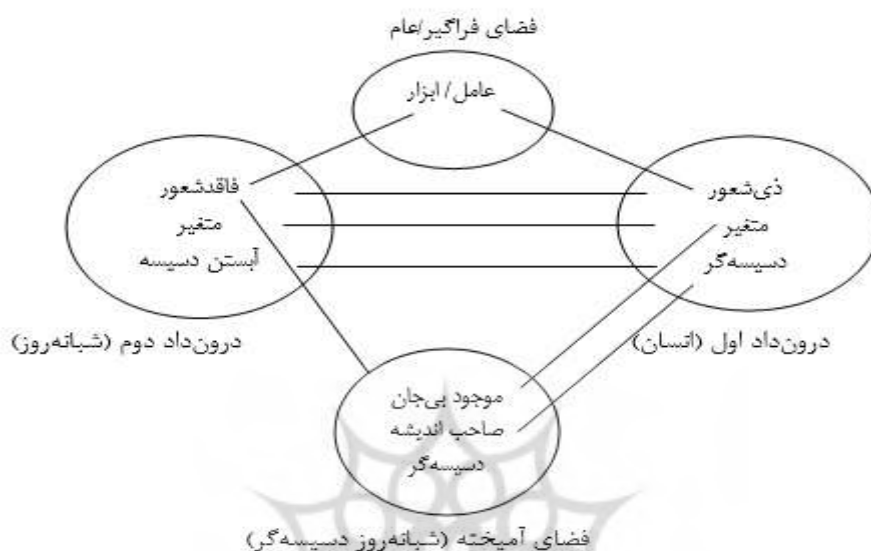 فضای فراگیر/عام
عامل/ ابزار
ذی‌شعور
متغیر
دسیسه‌گر
درون‌داد اول (انسان)
فاقدشعور
متغیر
آبستن دسیسه
درون‌داد دوم (شبانه‌روز)
موجود بی‌جان
صاحب اندیشه
دسیسه‌گر
فضای آمیخته (شبانه‌روز دسیسه‌گر)